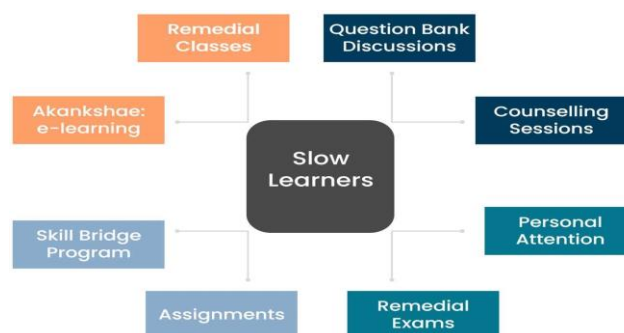 Remedial
Classes
Question Bank
Discussions
Akankshae:
e-learning
Counselling
Sessions
Slow
Learners
Skill Bridge
Program
Personal
Attention
Assignments
Remedial
Exams